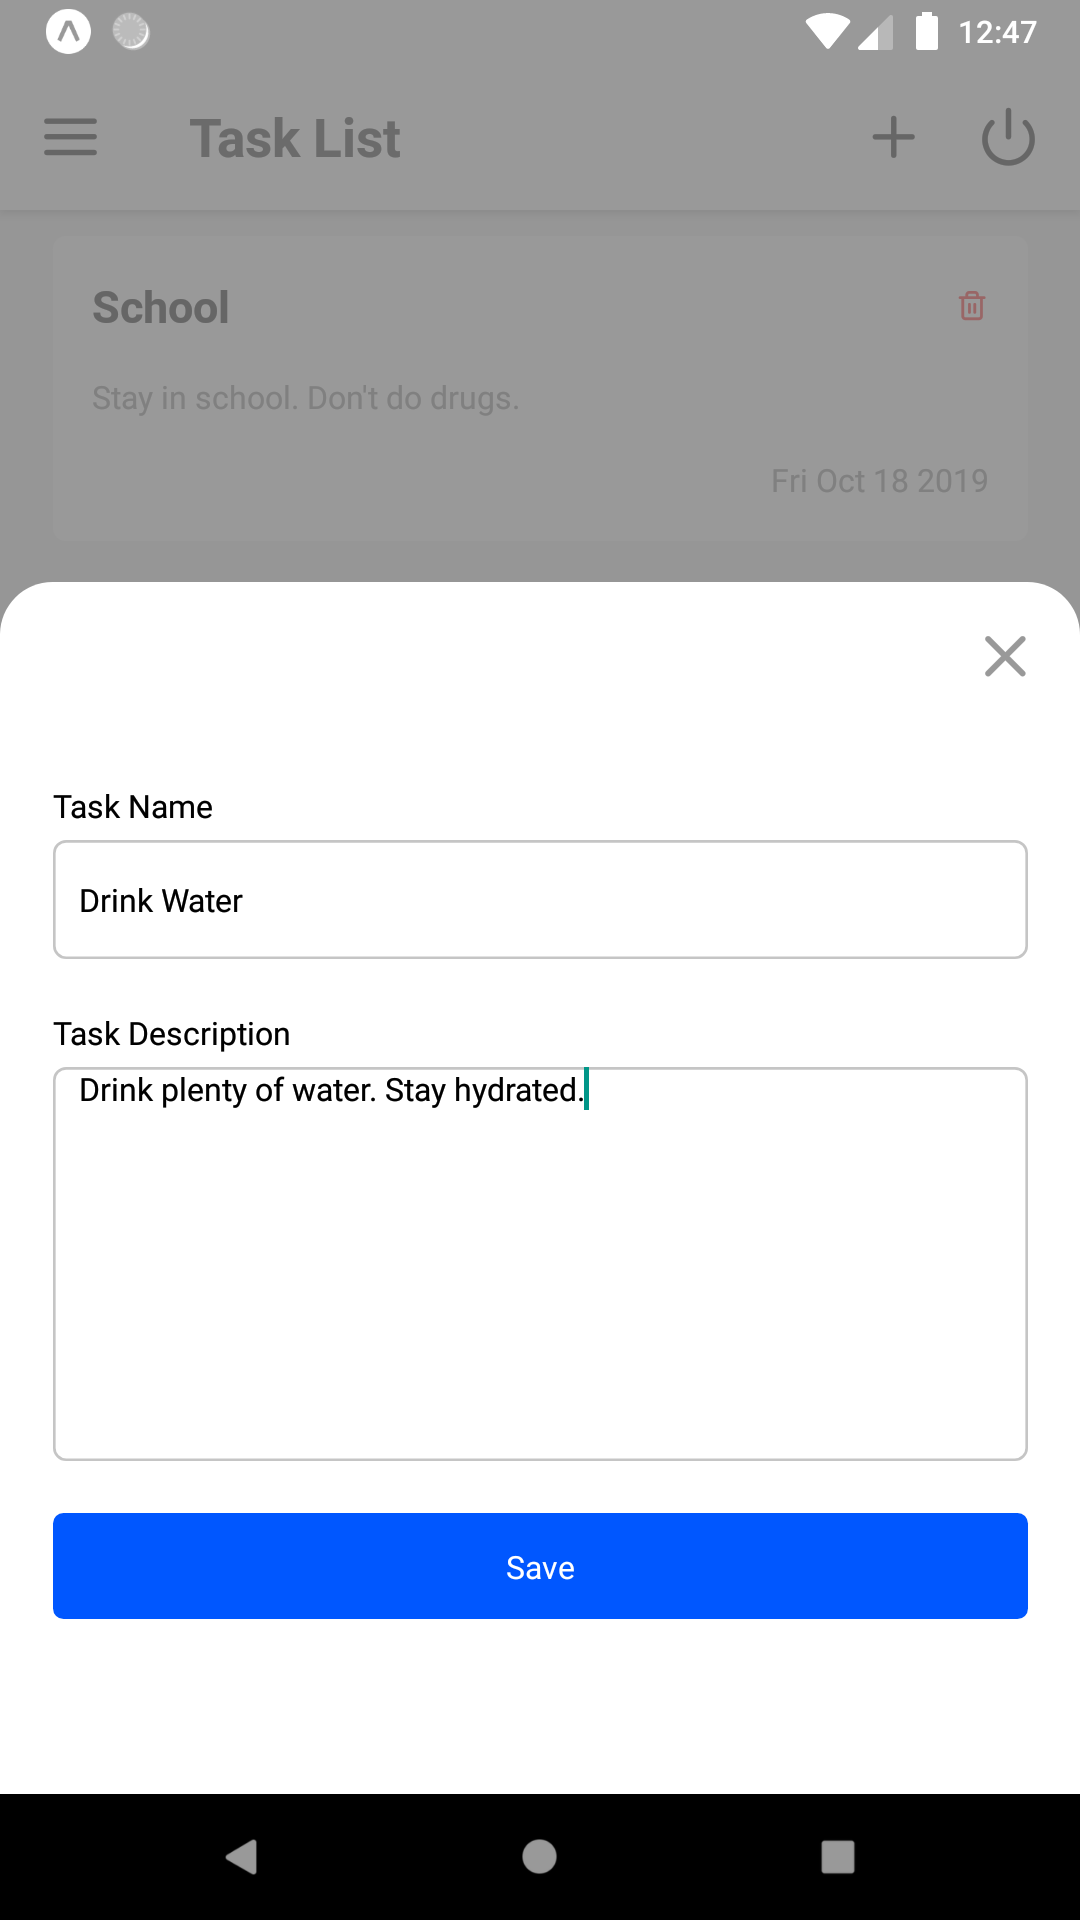 12:47
Task List
School
Stay in school. Don't do drugs.
Fri Oct 18 2019
Task Name
Drink Water
Task Description
Drink plenty of water. Stay hydrated.
Save